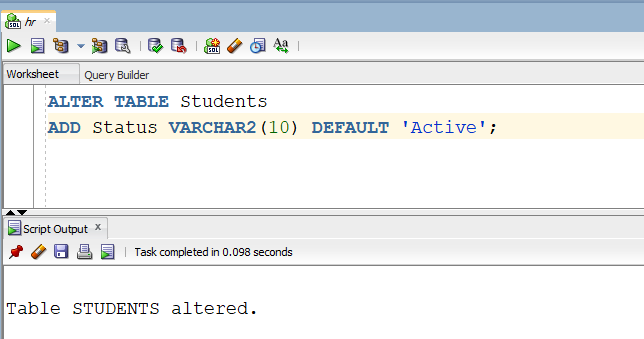 hr
Aa
Worksheet Query Builder
ALTER TABLE Students
ADD Status VARCHAR2(10) DEFAULT 'Active';
Script Output x
Task completed in 0.098 seconds
Table STUDENTS altered.